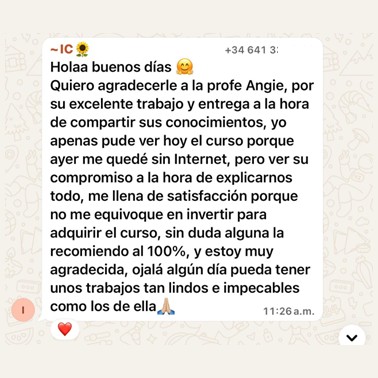 ~IC🌻 +34 641 3
Holaa buenos días 🤗
Quiero agradecerle a la profe Angie, por
su excelente trabajo y entrega a la hora
de compartir sus conocimientos, yo
apenas pude ver hoy el curso porque
ayer me quedé sin Internet, pero ver su
compromiso a la hora de explicarnos
todo, me llena de satisfacción porque
no me equivoque en invertir para
adquirir el curso, sin duda alguna la
recomiendo al 100%, y estoy muy
agradecida, ojalá algún día pueda tener
unos trabajos tan lindos e impecables
como los de ella🙏🏼 11:26 a.m.
I
❤️